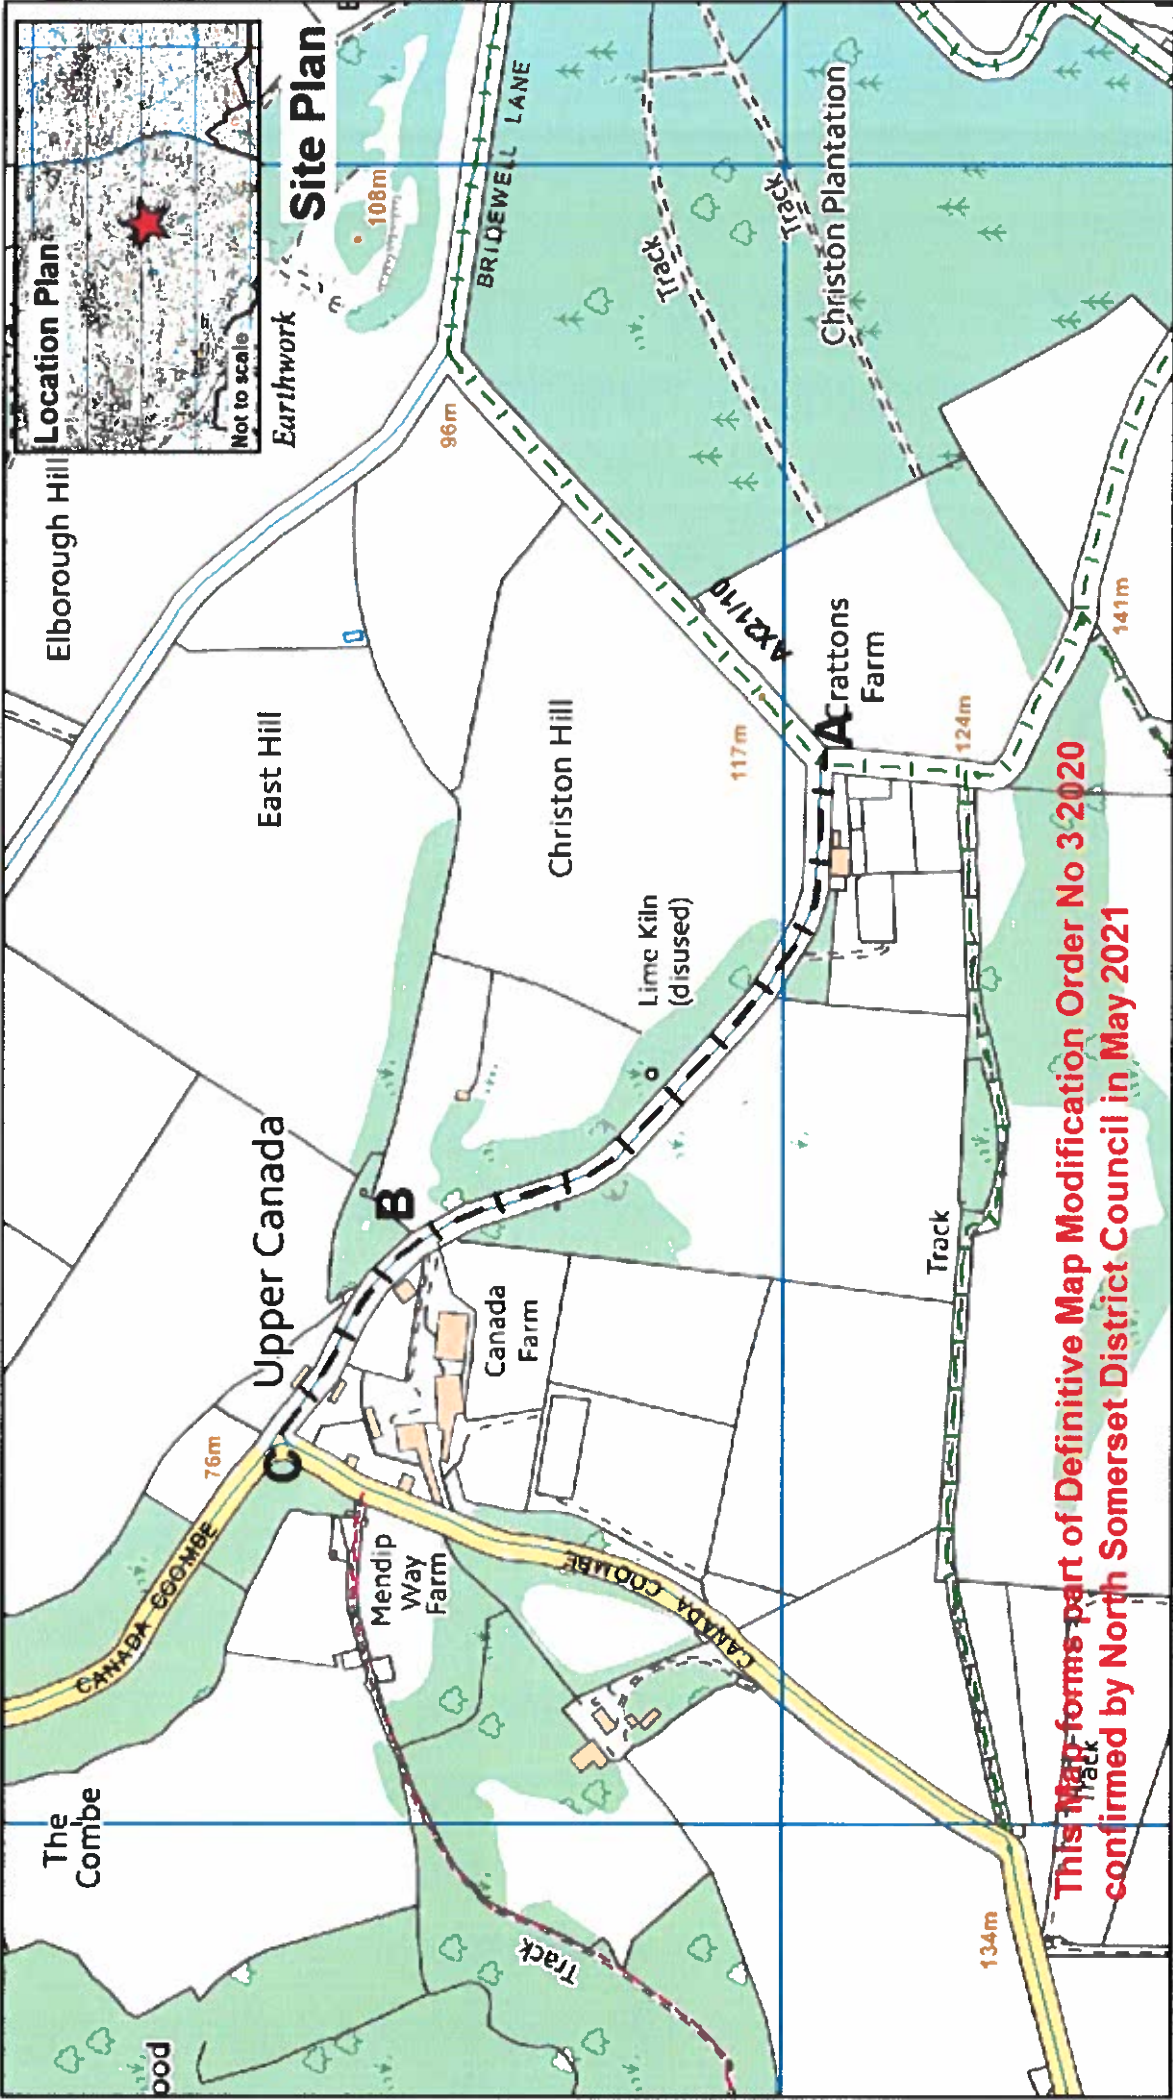 Location Plan
Not to scale
Site Plan
Elborough Hill
Earthwork
108m
BRIDEWELL LANE
96m
Track
Track
Christon Plantation
East Hill
Christon Hill
AX21/10
117m
A
Crattons
Farm
124m
141m
Lime Kiln
(disused)
Upper Canada
B
Canada
Farm
Track
76m
C
CANADA COOMBE
Mendip
Way
Farm
CANADA COOMBE
The
Combe
Track
Track
134m
ood
This Map forms part of Definitive Map Modification Order No 3 2020
confirmed by North Somerset District Council in May 2021